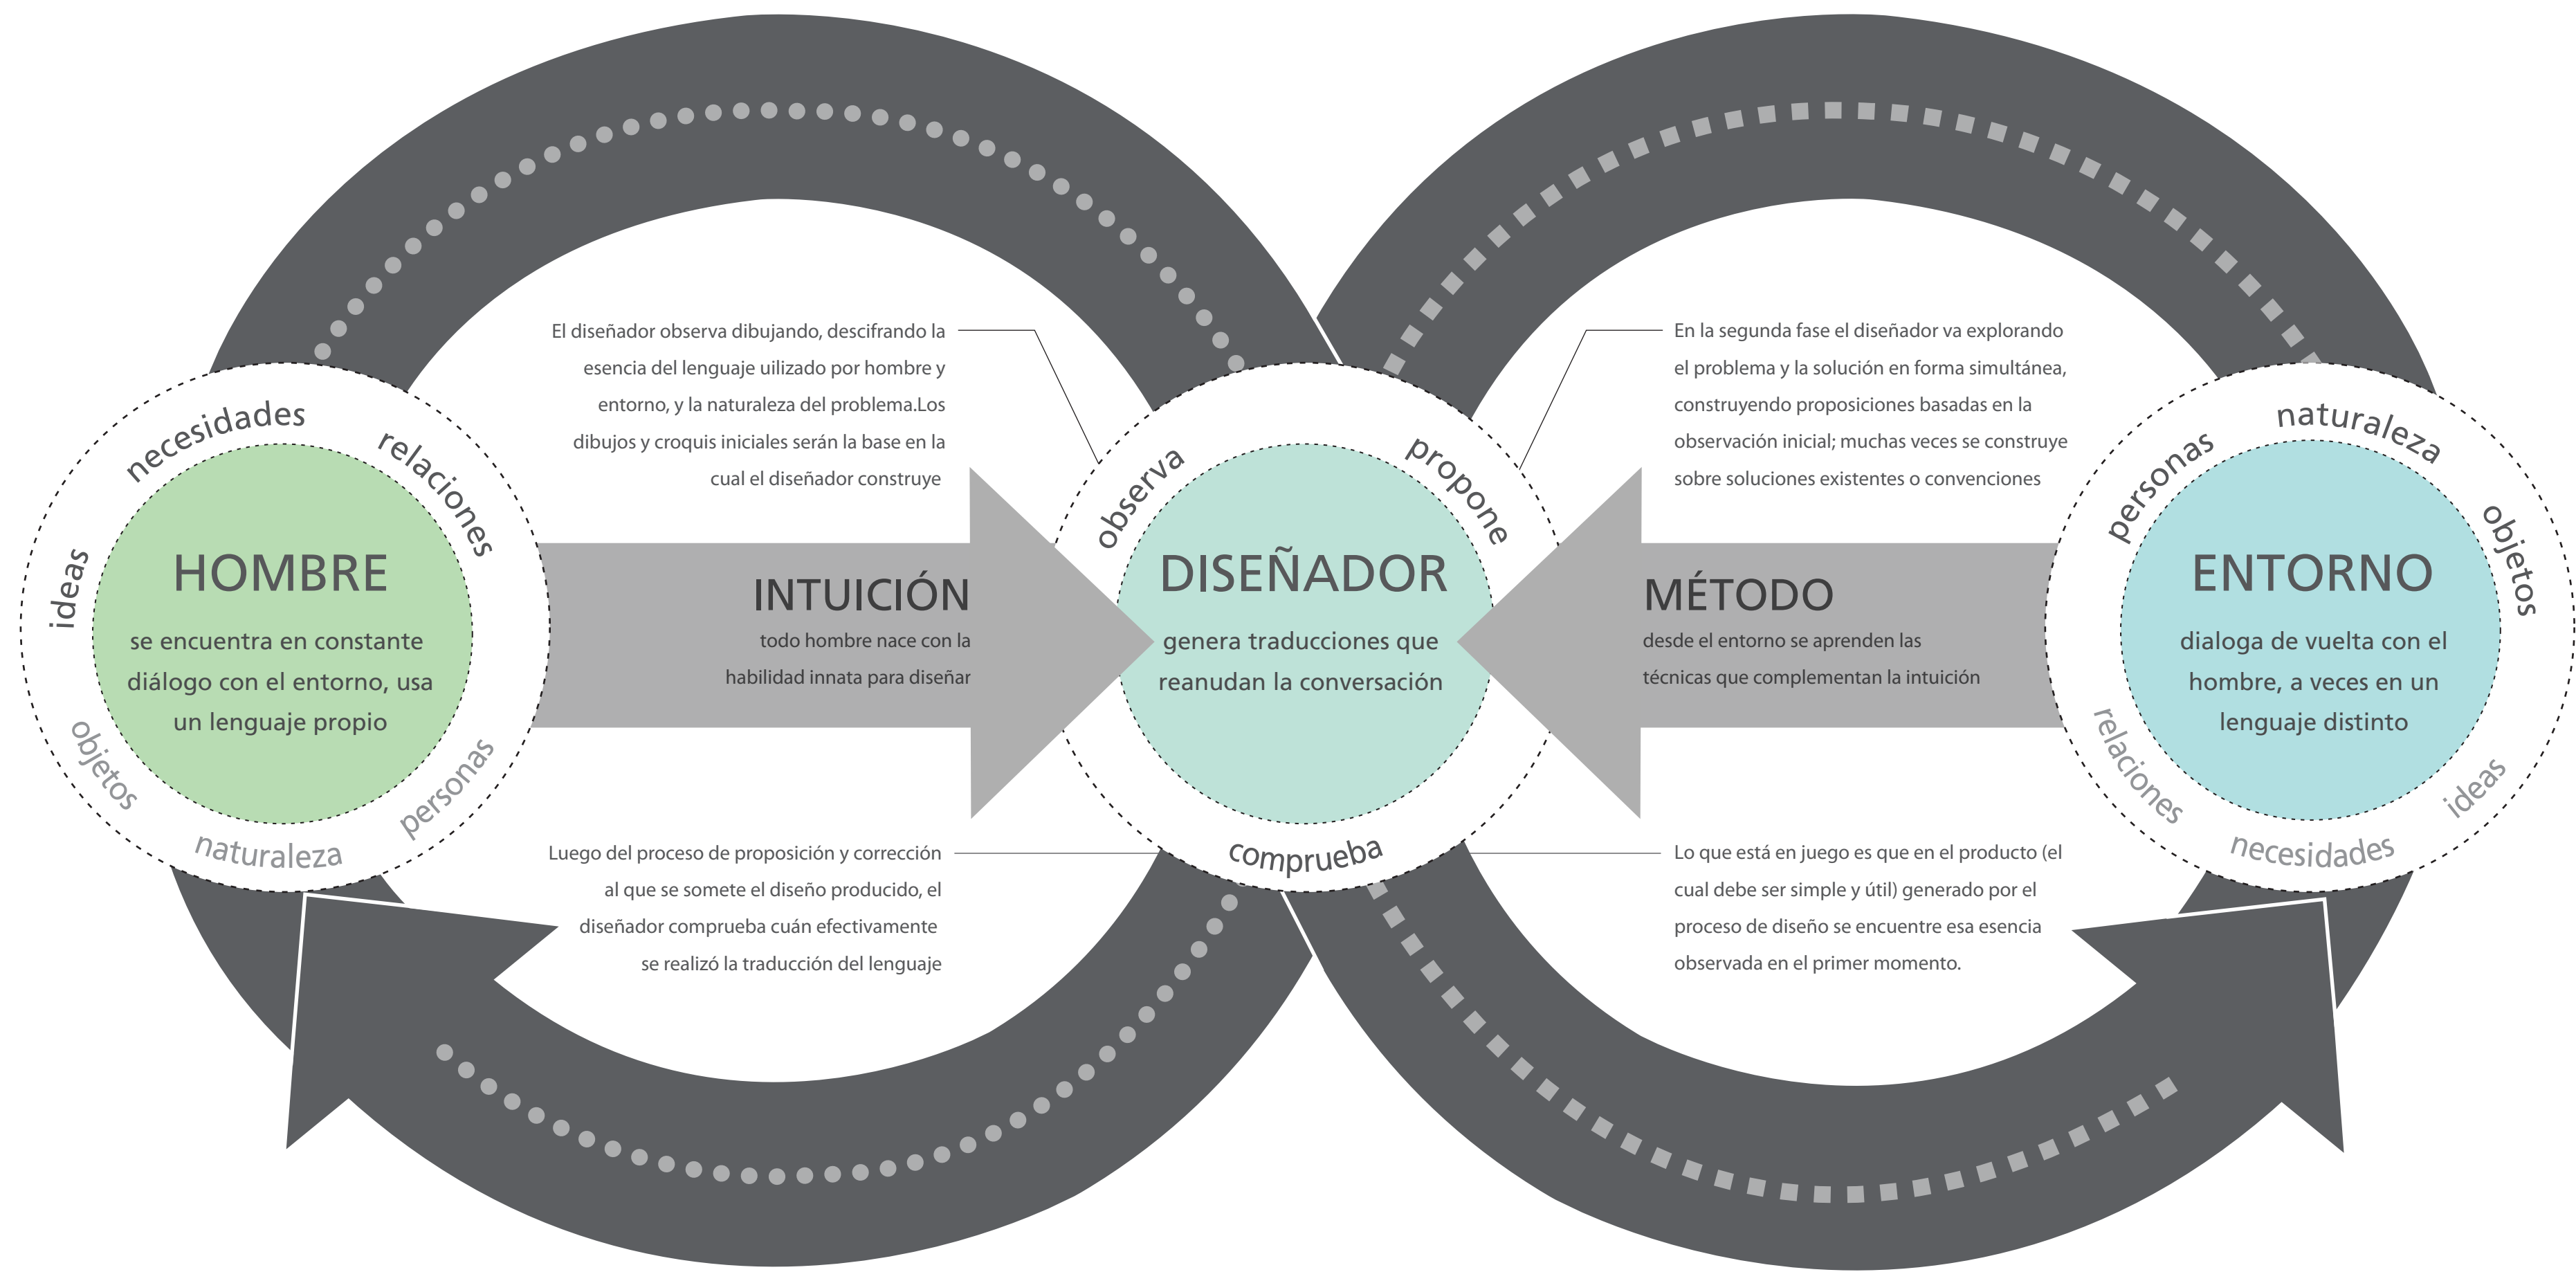 necesidades
relaciones
ideas
HOMBRE
se encuentra en constante
diálogo con el entorno, usa
un lenguaje propio
objetos
naturaleza
personas
El diseñador observa dibujando, descifrando la
esencia del lenguaje uilizado por hombre y
entorno, y la naturaleza del problema.Los
dibujos y croquis iniciales serán la base en la
cual el diseñador construye
INTUICIÓN
todo hombre nace con la
habilidad innata para diseñar
Luego del proceso de proposición y corrección
al que se somete el diseño producido, el
diseñador comprueba cuán efectivamente
se realizó la traducción del lenguaje
observa
propone
DISEÑADOR
genera traducciones que
reanudan la conversación
comprueba
En la segunda fase el diseñador va explorando
el problema y la solución en forma simultánea,
construyendo proposiciones basadas en la
observación inicial; muchas veces se construye
sobre soluciones existentes o convenciones
MÉTODO
desde el entorno se aprenden las
técnicas que complementan la intuición
Lo que está en juego es que en el producto (el
cual debe ser simple y útil) generado por el
proceso de diseño se encuentre esa esencia
observada en el primer momento.
personas
naturaleza
objetos
ENTORNO
dialoga de vuelta con el
hombre, a veces en un
lenguaje distinto
relaciones
necesidades
ideas